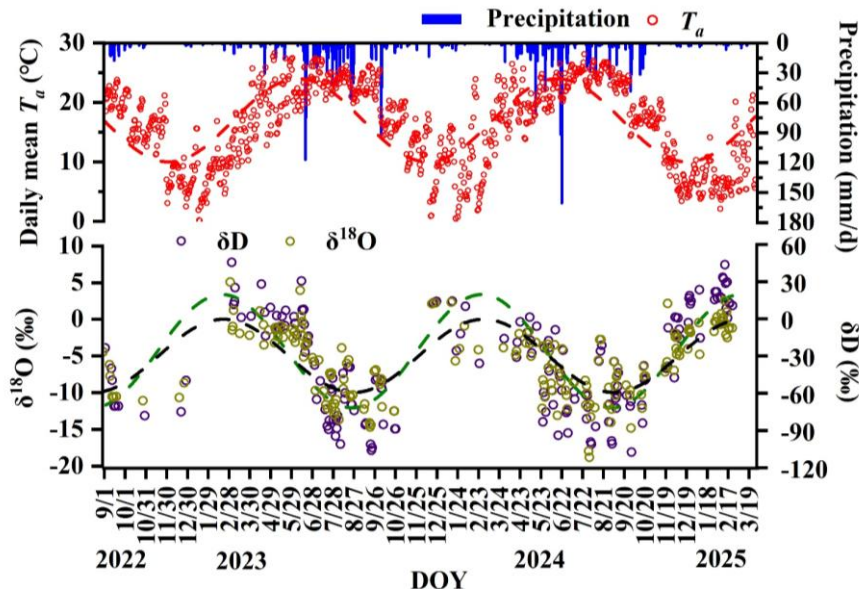 Precipitation Tₐ
Daily mean Tₐ (°C)
30
20
10
0
Precipitation (mm/d)
0
30
60
90
120
150
180
δD δ¹⁸O
δ¹⁸O (‰)
10
5
0
-5
-10
-15
-20
δD (‰)
60
30
0
-30
-60
-90
-120
9/1 10/1 10/31 11/30 12/30 1/29 2/28 3/30 4/29 5/29 6/28 7/28 8/27 9/26 10/26 11/25 12/25 1/24 2/23 3/24 4/23 5/23 6/22 7/22 8/21 9/20 10/20 11/19 12/19 1/18 2/17 3/19
2022 2023 2024 2025
DOY